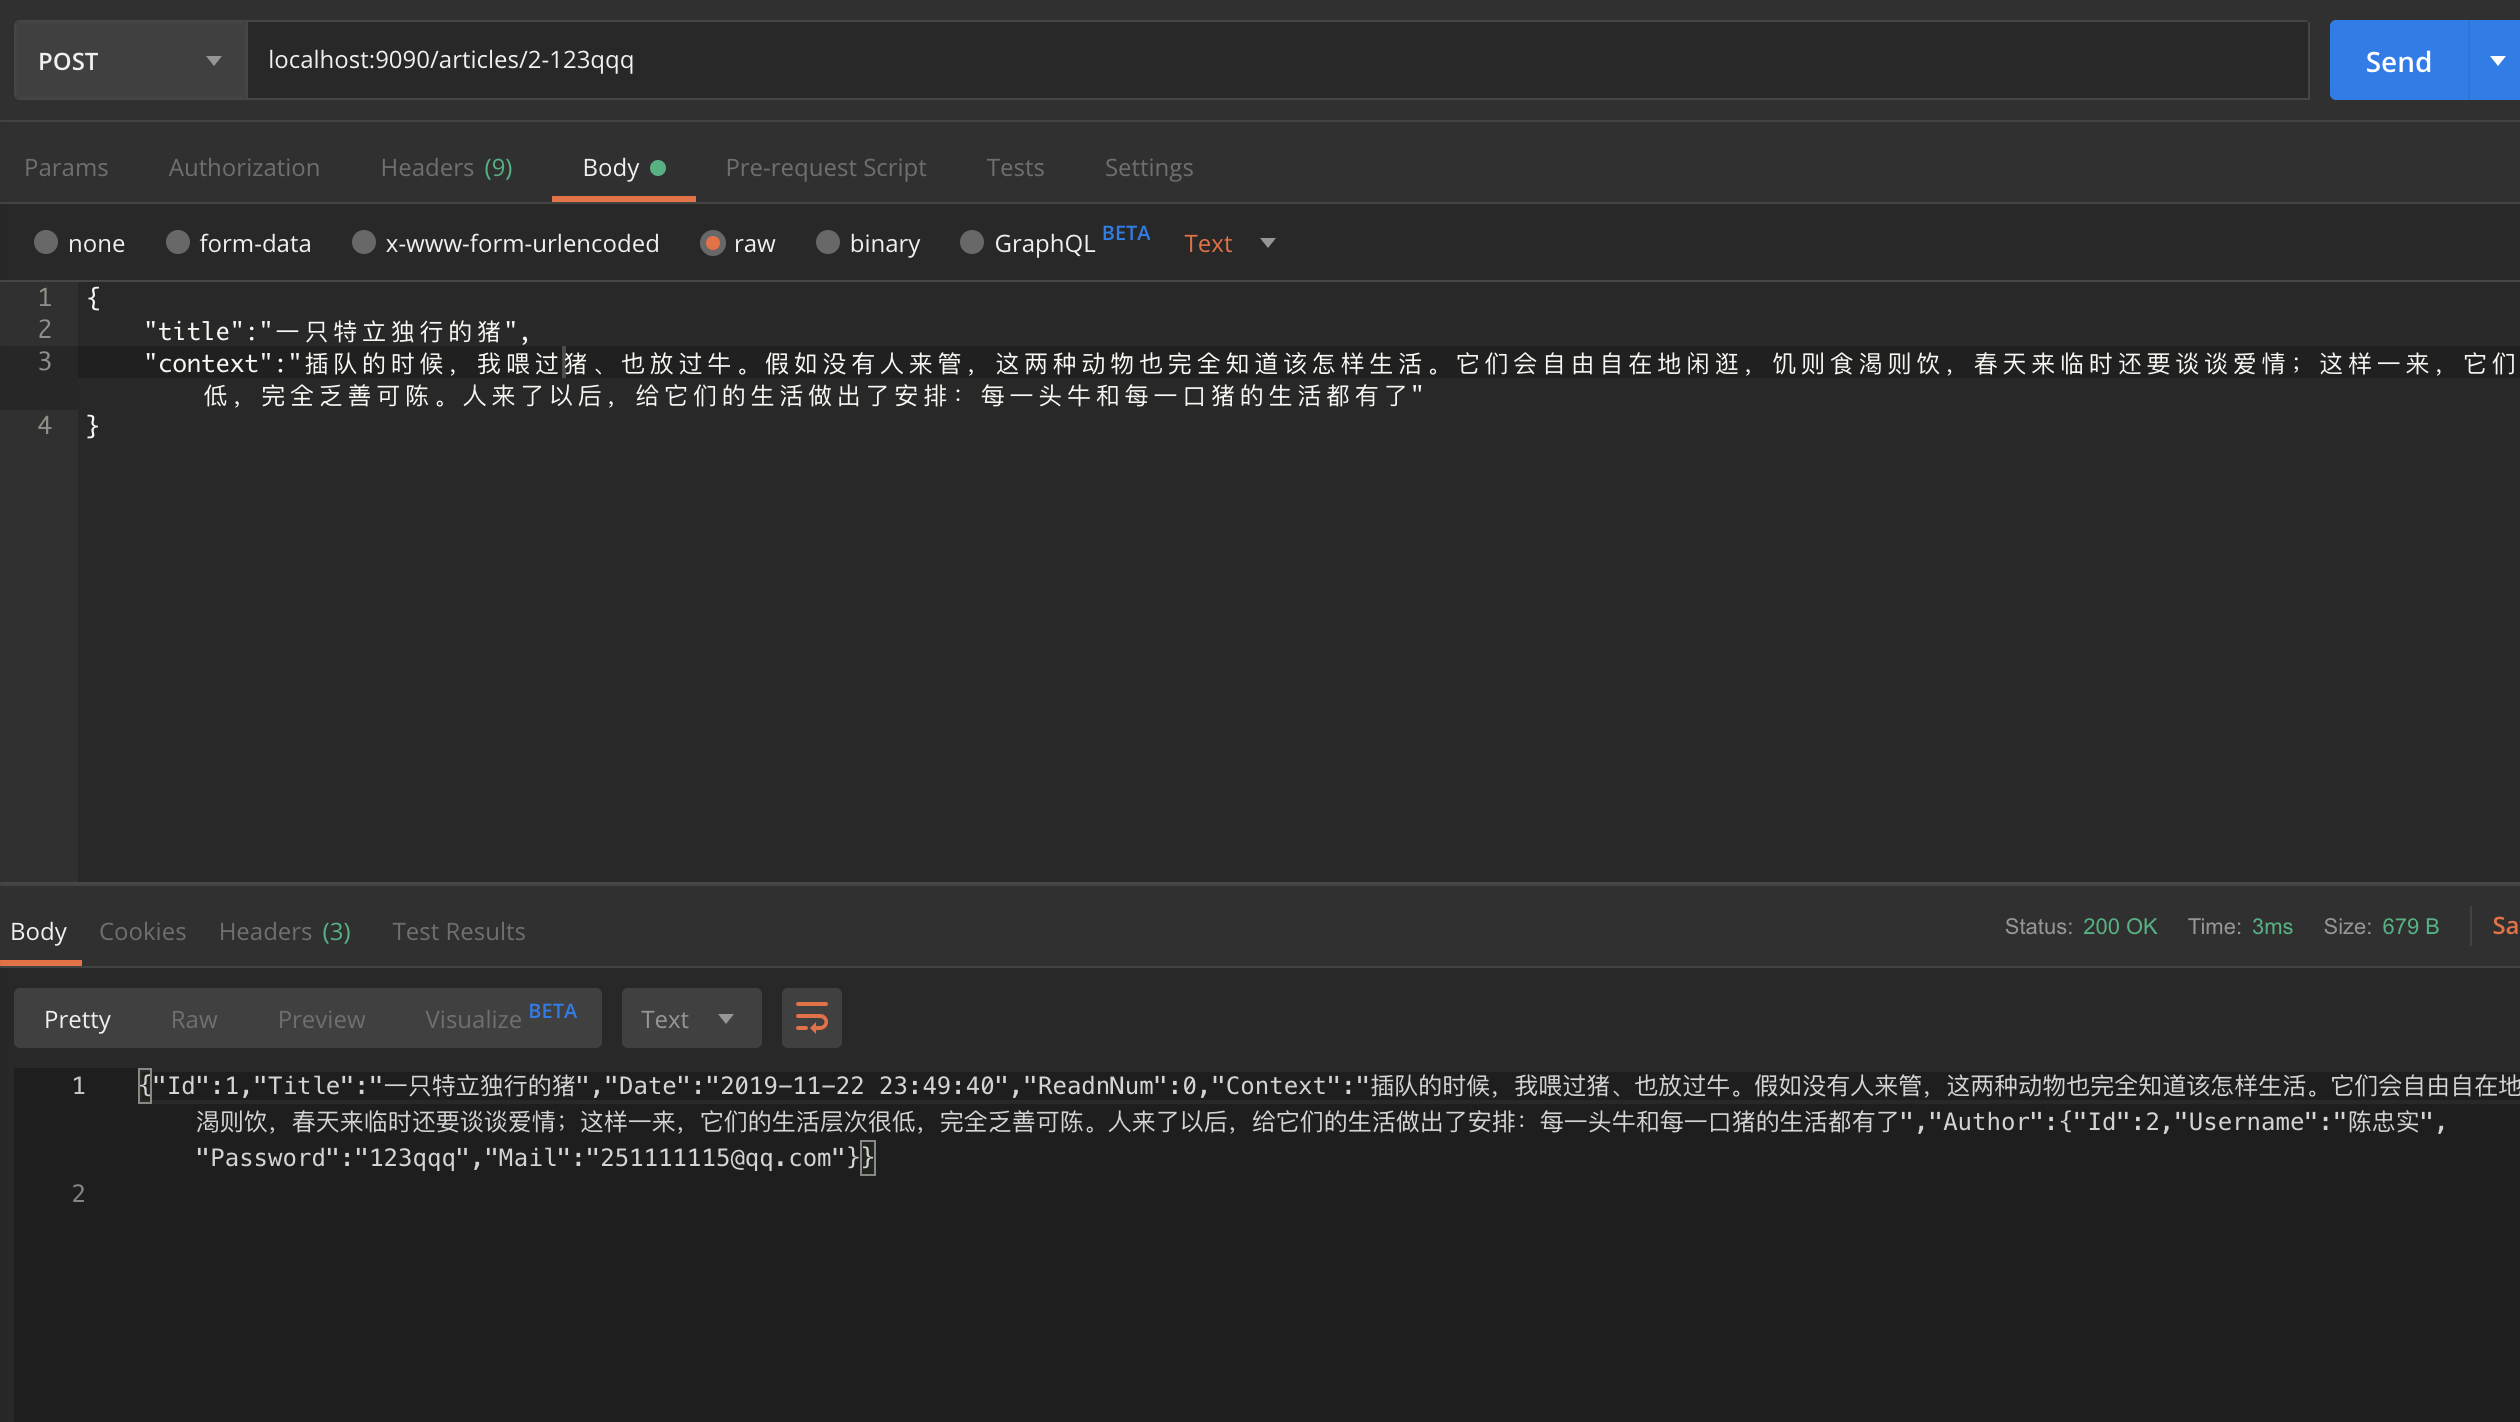 POST localhost:9090/articles/2-123qqq Send
Params Authorization Headers (9) Body Pre-request Script Tests Settings
none form-data x-www-form-urlencoded raw binary GraphQL BETA Text
1 {
2 "title":"一只特立独行的猪",
3 "context":"插队的时候，我喂过猪、也放过牛。假如没有人来管，这两种动物也完全知道该怎样生活。它们会自由自在地闲逛，饥则食渴则饮，春天来临时还要谈谈爱情；这样一来，它们
低，完全乏善可陈。人来了以后，给它们的生活做出了安排：每一头牛和每一口猪的生活都有了"
4 }
Body Cookies Headers (3) Test Results Status: 200 OK Time: 3ms Size: 679 B Sa
Pretty Raw Preview Visualize BETA Text
1 {"Id":1,"Title":"一只特立独行的猪","Date":"2019-11-22 23:49:40","ReadnNum":0,"Context":"插队的时候，我喂过猪、也放过牛。假如没有人来管，这两种动物也完全知道该怎样生活。它们会自由自在地
渴则饮，春天来临时还要谈谈爱情；这样一来，它们的生活层次很低，完全乏善可陈。人来了以后，给它们的生活做出了安排：每一头牛和每一口猪的生活都有了","Author":{"Id":2,"Username":"陈忠实",
"Password":"123qqq","Mail":"251111115@qq.com"}}
2